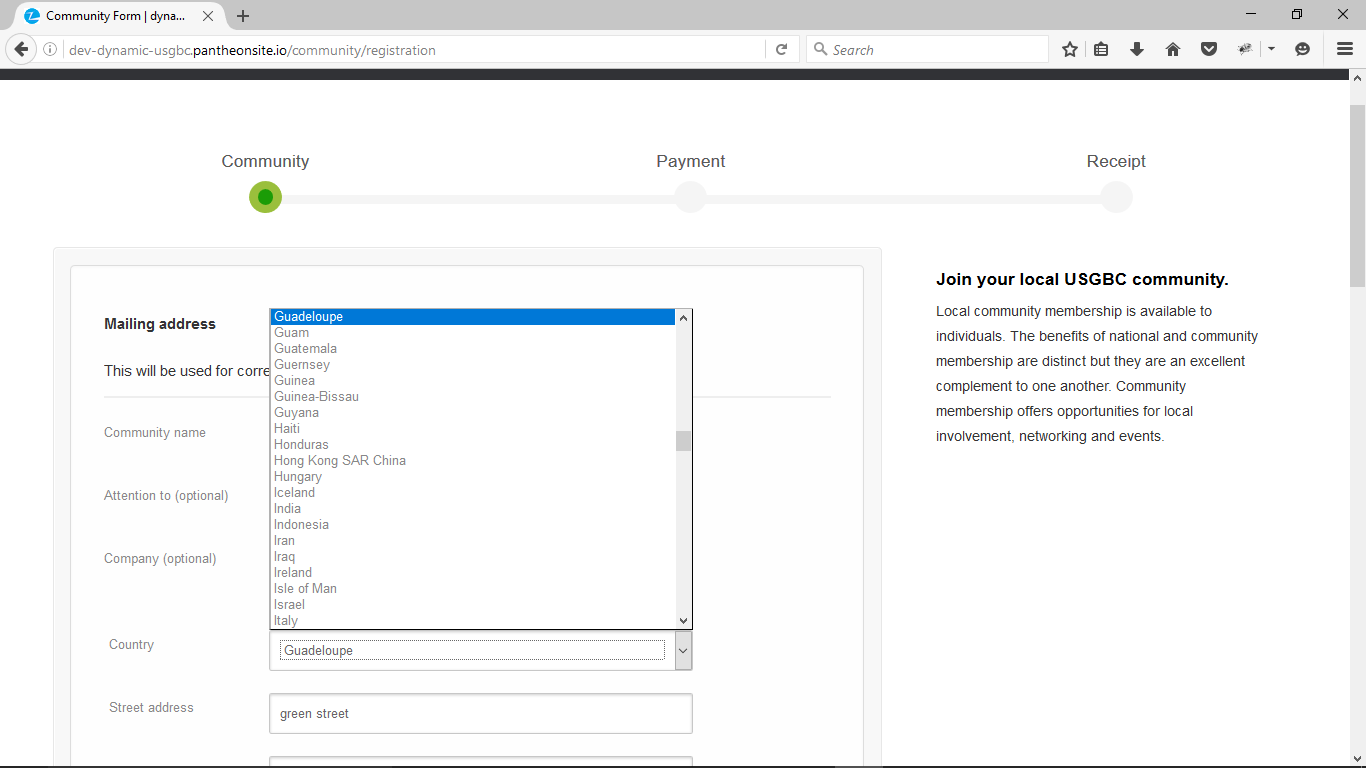 Community Form | dyna...
dev-dynamic-usgbc.pantheonsite.io/community/registration
Search
Community
Payment
Receipt
Mailing address
This will be used for corre
Community name
Attention to (optional)
Company (optional)
Guadeloupe
Guam
Guatemala
Guernsey
Guinea
Guinea-Bissau
Guyana
Haiti
Honduras
Hong Kong SAR China
Hungary
Iceland
India
Indonesia
Iran
Iraq
Ireland
Isle of Man
Israel
Italy
Country
Guadeloupe
Street address
green street
Join your local USGBC community.
Local community membership is available to
individuals. The benefits of national and community
membership are distinct but they are an excellent
complement to one another. Community
membership offers opportunities for local
involvement, networking and events.